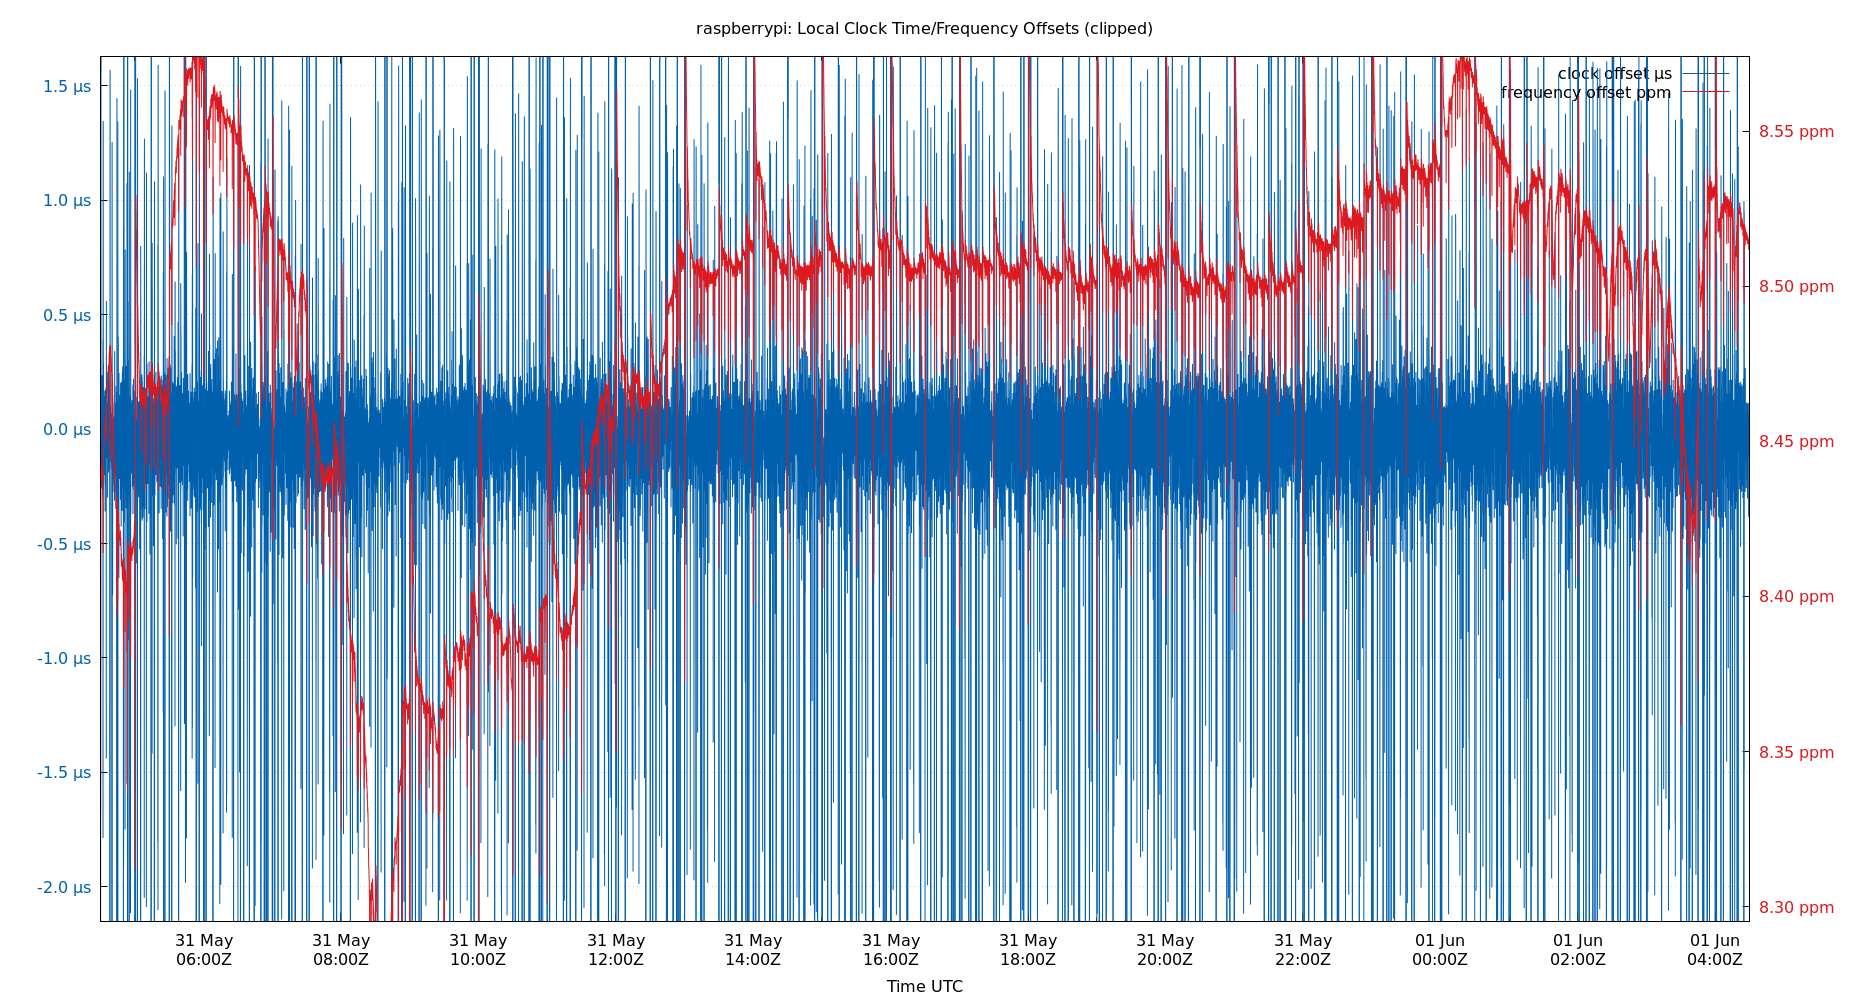 raspberrypi: Local Clock Time/Frequency Offsets (clipped)
clock offset μs
frequency offset ppm
1.5 μs
1.0 μs
0.5 μs
0.0 μs
-0.5 μs
-1.0 μs
-1.5 μs
-2.0 μs
8.55 ppm
8.50 ppm
8.45 ppm
8.40 ppm
8.35 ppm
8.30 ppm
31 May 31 May 31 May 31 May 31 May 31 May 31 May 31 May 31 May 01 Jun 01 Jun 01 Jun
06:00Z 08:00Z 10:00Z 12:00Z 14:00Z 16:00Z 18:00Z 20:00Z 22:00Z 00:00Z 02:00Z 04:00Z
Time UTC